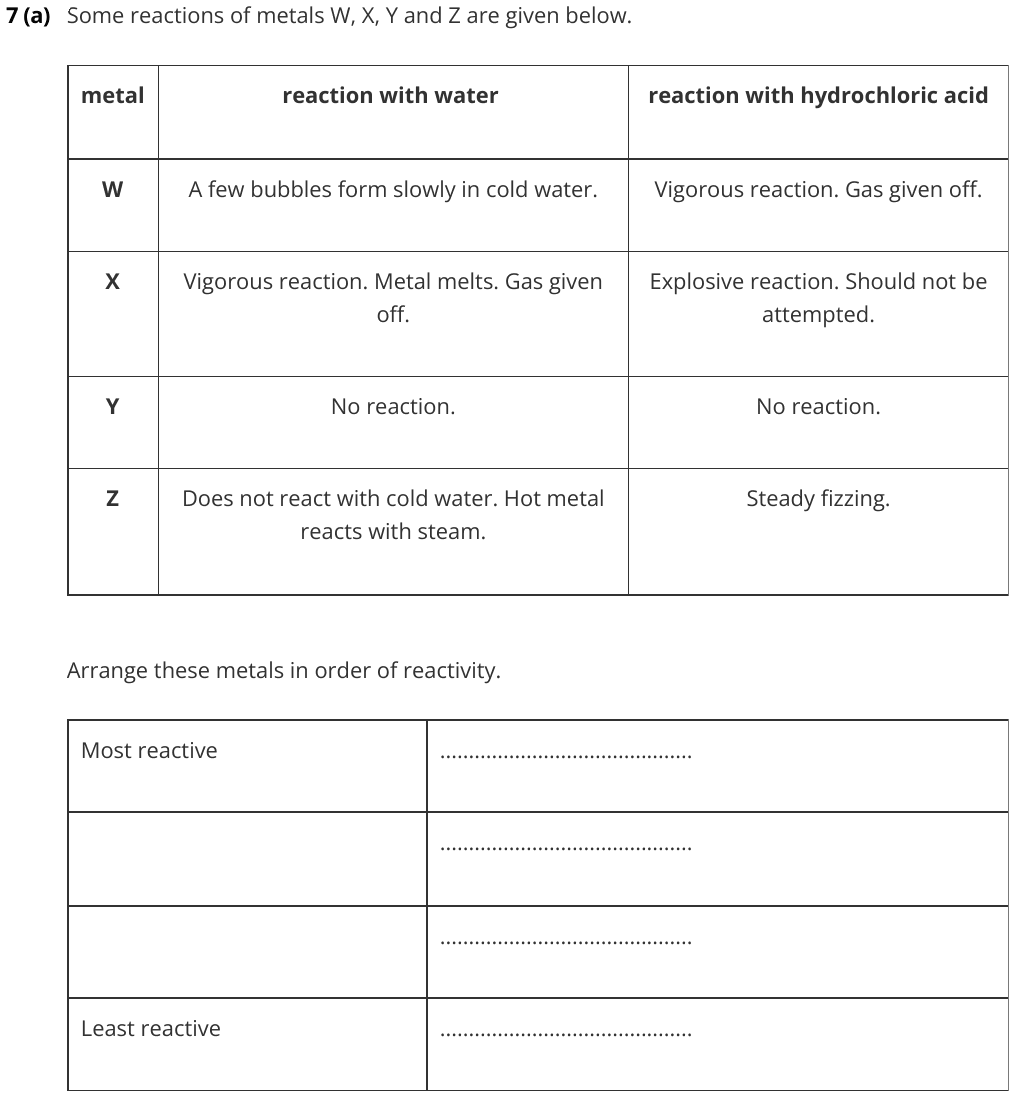 7 (a) Some reactions of metals W, X, Y and Z are given below.
metal reaction with water reaction with hydrochloric acid
W A few bubbles form slowly in cold water. Vigorous reaction. Gas given off.
X Vigorous reaction. Metal melts. Gas given Explosive reaction. Should not be
off. attempted.
Y No reaction. No reaction.
Z Does not react with cold water. Hot metal Steady fizzing.
reacts with steam.
Arrange these metals in order of reactivity.
Most reactive ............................................
............................................
............................................
Least reactive ............................................